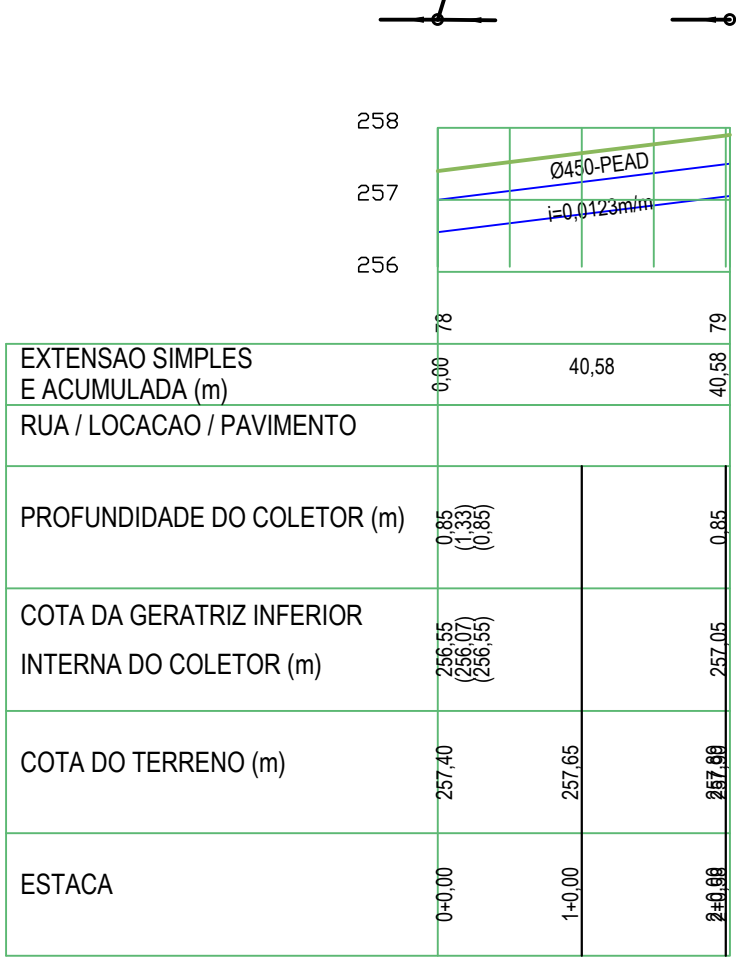 258
Ø450-PEAD
257
i=0,0123m/m
256
78
79
EXTENSAO SIMPLES
E ACUMULADA (m)
0,00
40,58
40,58
RUA / LOCACAO / PAVIMENTO
PROFUNDIDADE DO COLETOR (m)
0,85
(1,33)
(0,85)
0,85
COTA DA GERATRIZ INFERIOR
INTERNA DO COLETOR (m)
256,55
(256,07)
(256,55)
257,05
COTA DO TERRENO (m)
257,40
257,65
ESTACA
0+0,00
1+0,00